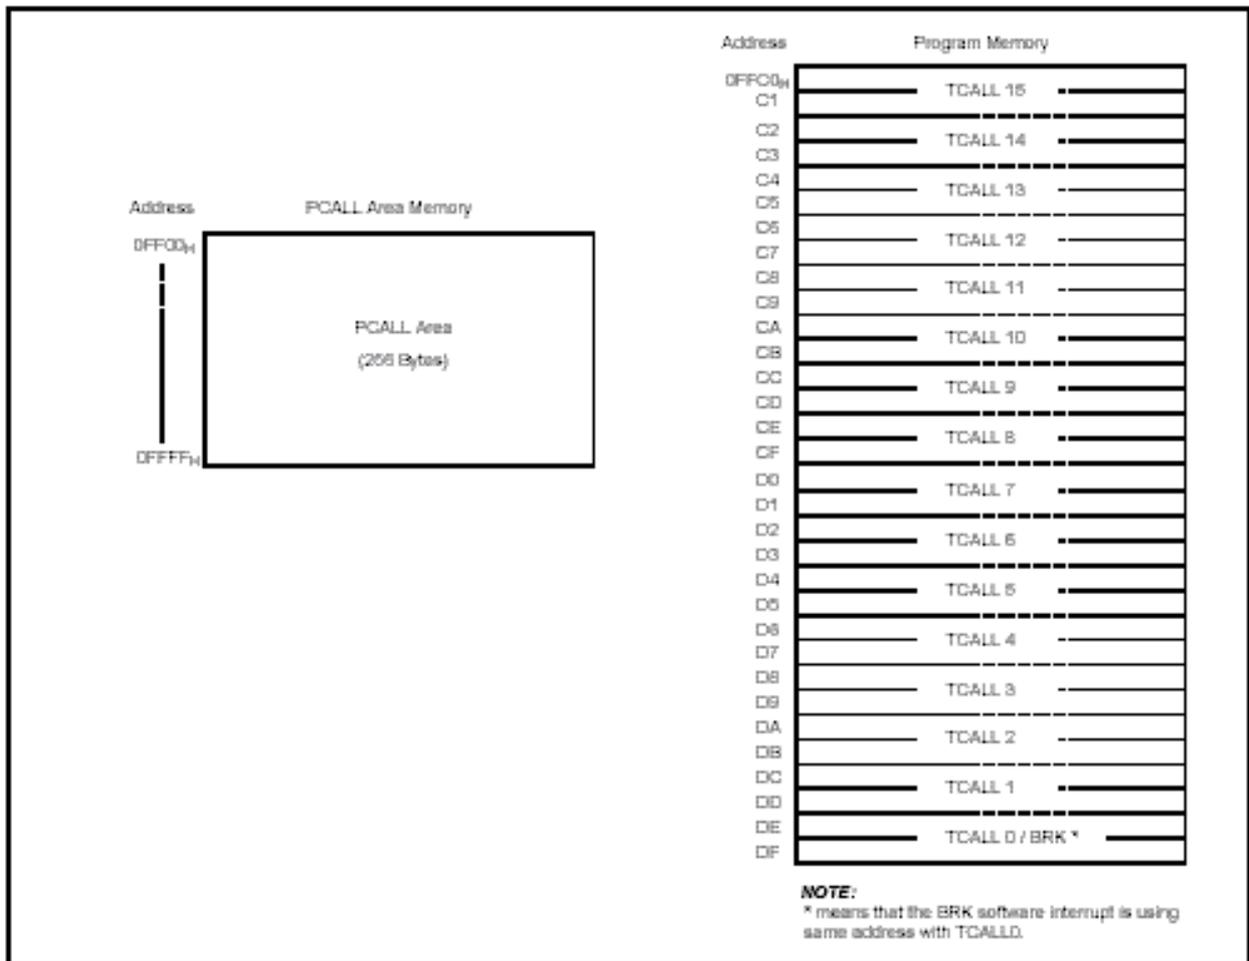 Address PCALL Area Memory
0FF00H
PCALL Area
(256 Bytes)
0FFFFH
Address Program Memory
0FFC0H
TCALL 15
C1
C2
TCALL 14
C3
C4
TCALL 13
C5
C6
TCALL 12
C7
C8
TCALL 11
C9
CA
TCALL 10
CB
CC
TCALL 9
CD
CE
TCALL 8
CF
D0
TCALL 7
D1
D2
TCALL 6
D3
D4
TCALL 5
D5
D6
TCALL 4
D7
D8
TCALL 3
D9
DA
TCALL 2
DB
DC
TCALL 1
DD
DE
TCALL 0 / BRK *
DF
NOTE:
* means that the BRK software interrupt is using
same address with TCALL0.